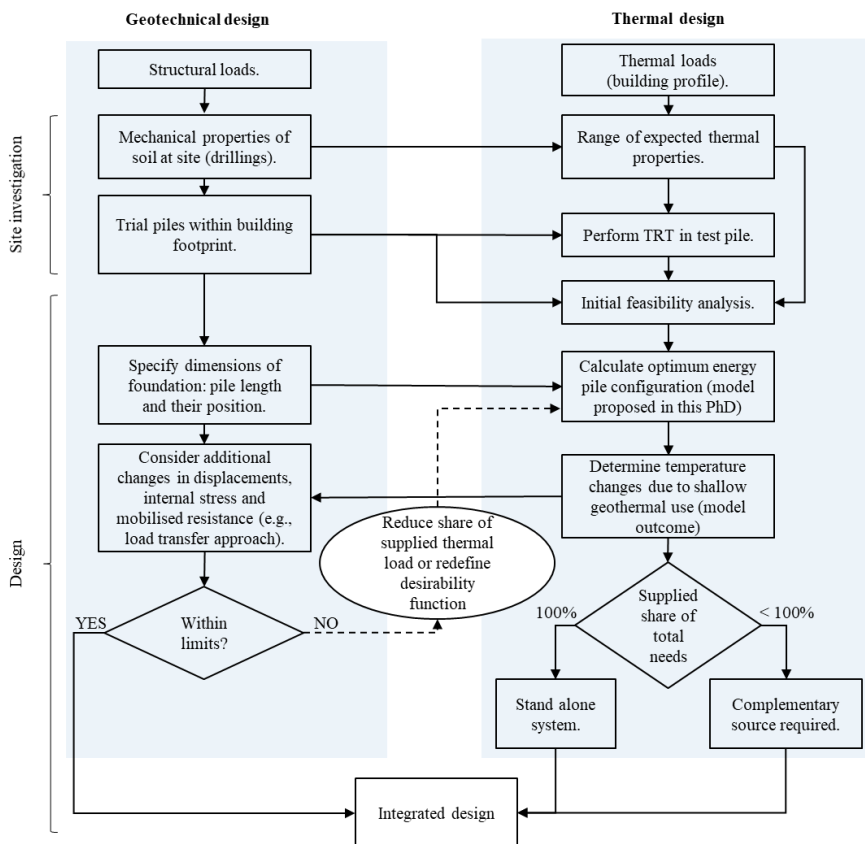 Geotechnical design
Thermal design
Structural loads.
Thermal loads
(building profile).
Site investigation
Mechanical properties of
soil at site (drillings).
Range of expected thermal
properties.
Trial piles within building
footprint.
Perform TRT in test pile.
Initial feasibility analysis.
Design
Specify dimensions of
foundation: pile length
and their position.
Calculate optimum energy
pile configuration (model
proposed in this PhD)
Consider additional
changes in displacements,
internal stress and
mobilised resistance (e.g.,
load transfer approach).
Determine temperature
changes due to shallow
geothermal use (model
outcome)
Reduce share of
supplied thermal
load or redefine
desirability
function
YES
Within
limits?
NO
100%
Supplied
share of
total
needs
< 100%
Stand alone
system.
Complementary
source required.
Integrated design